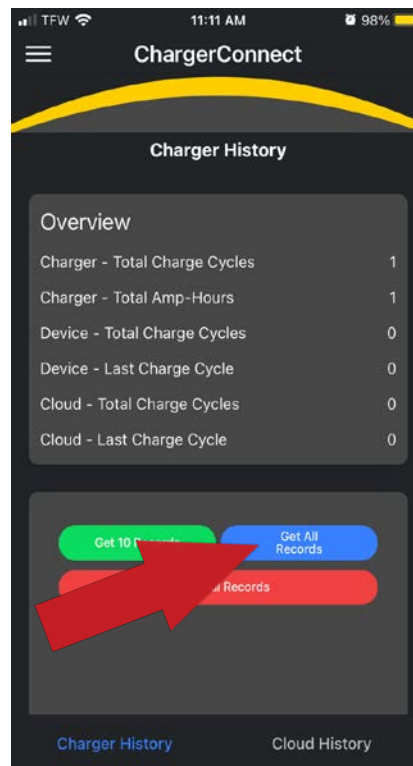 TFW 11:11 AM 98%
ChargerConnect
Charger History
Overview
Charger - Total Charge Cycles 1
Charger - Total Amp-Hours 1
Device - Total Charge Cycles 0
Device - Last Charge Cycle 0
Cloud - Total Charge Cycles 0
Cloud - Last Charge Cycle 0
Get 10
Get All
Records
Records
Charger History Cloud History